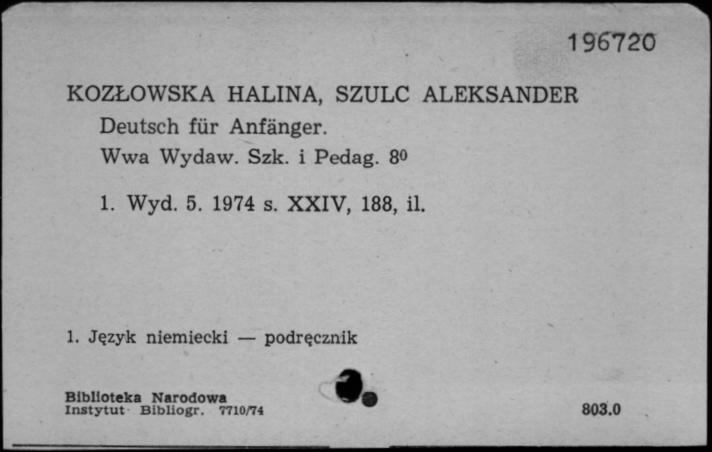 196720
KOZŁOWSKA HALINA, SZULC ALEKSANDER
Deutsch für Anfänger.
Wwa Wydaw. Szk. i Pedag. 8⁰
1. Wyd. 5. 1974 s. XXIV, 188, il.
1. Język niemiecki — podręcznik
Biblioteka Narodowa
Instytut Bibliogr. 7710/74
803.0